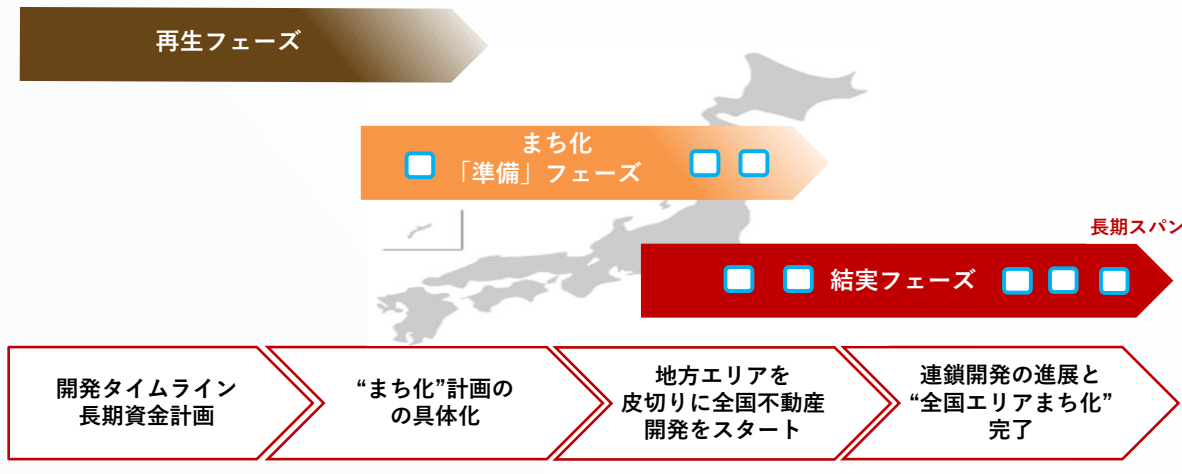 再生フェーズ
まち化
「準備」フェーズ
長期スパン
結実フェーズ
開発タイムライン
長期資金計画
“まち化”計画の
の具体化
地方エリアを
皮切りに全国不動産
開発をスタート
連鎖開発の進展と
“全国エリアまち化”
完了